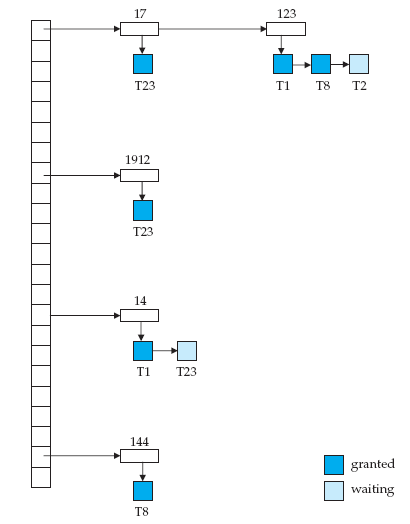 17 123
T23 T1 T8 T2
1912
T23
14
T1 T23
144
granted
waiting
T8